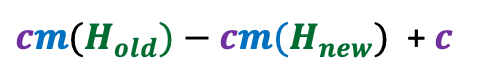 cm(H_old) − cm(H_new) + c